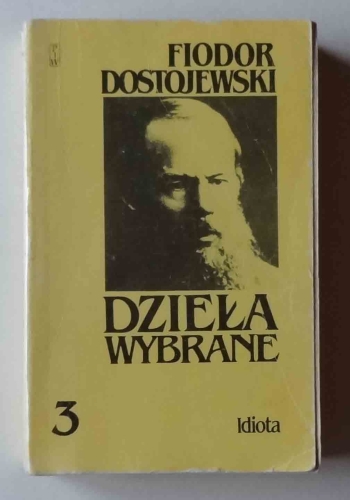 FIODOR
DOSTOJEWSKI
DZIEŁA
WYBRANE
3
Idiota